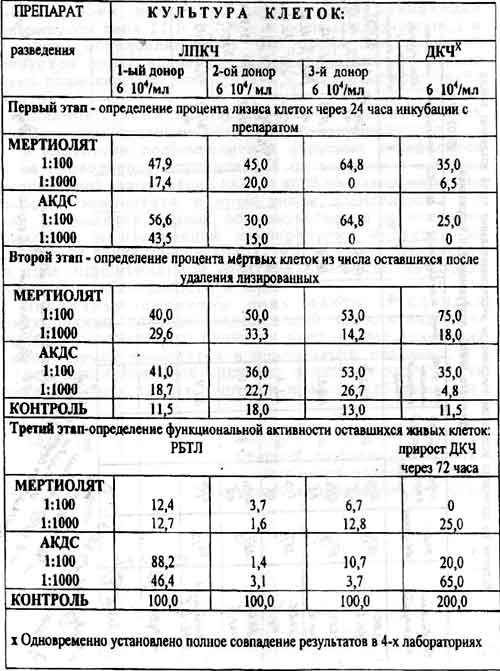 ПРЕПАРАТ К У Л Ь Т У Р А К Л Е Т О К:
разведения ЛПКЧ ДКЧХ
1-ый донор 2-ой донор 3-й донор
6 10⁴/мл 6 10⁴/мл 6 10⁴/мл 6 10⁴/мл
Первый этап - определение процента лизиса клеток через 24 часа инкубации с
препаратом
МЕРТИОЛЯТ
1:100 47,9 45,0 64,8 35,0
1:1000 17,4 20,0 0 6,5
АКДС
1:100 56,6 30,0 64,8 25,0
1:1000 43,5 15,0 0 0
Второй этап - определение процента мёртвых клеток из числа оставшихся после
удаления лизированных
МЕРТИОЛЯТ
1:100 40,0 50,0 53,0 75,0
1:1000 29,6 33,3 14,2 18,0
АКДС
1:100 41,0 36,0 53,0 35,0
1:1000 18,7 22,7 26,7 4,8
КОНТРОЛЬ 11,5 18,0 13,0 11,5
Третий этап-определение функциональной активности оставшихся живых клеток:
РБТЛ прирост ДКЧ
через 72 часа
МЕРТИОЛЯТ
1:100 12,4 3,7 6,7 0
1:1000 12,7 1,6 12,8 25,0
АКДС
1:100 88,2 1,4 10,7 20,0
1:1000 46,4 3,1 3,7 65,0
КОНТРОЛЬ 100,0 100,0 100,0 200,0
х Одновременно установлено полное совпадение результатов в 4-х лабораториях